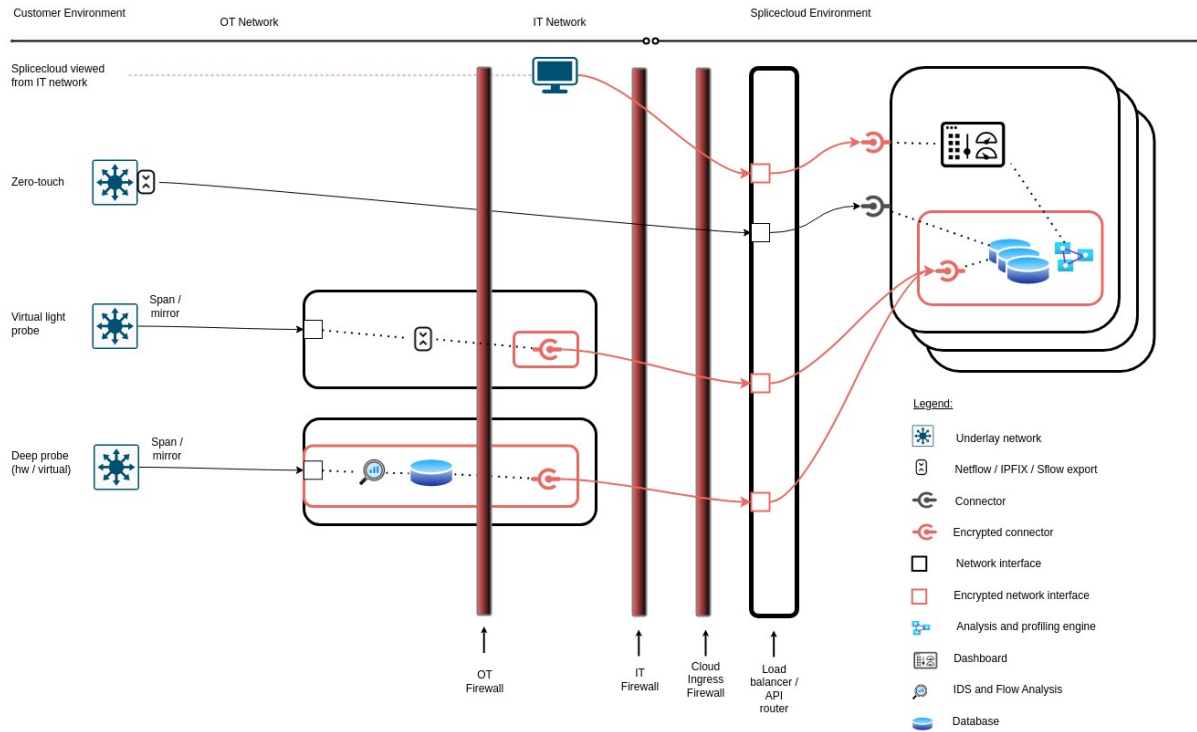 Customer Environment
OT Network
IT Network
Splicecloud Environment
Splicecloud viewed
from IT network
Zero-touch
Virtual light
probe
Span /
mirror
Deep probe
(hw / virtual)
Span /
mirror
OT
Firewall
IT
Firewall
Cloud
Ingress
Firewall
Load
balancer /
API
router
Legend:
Underlay network
Netflow / IPFIX / Sflow export
Connector
Encrypted connector
Network interface
Encrypted network interface
Analysis and profiling engine
Dashboard
IDS and Flow Analysis
Database